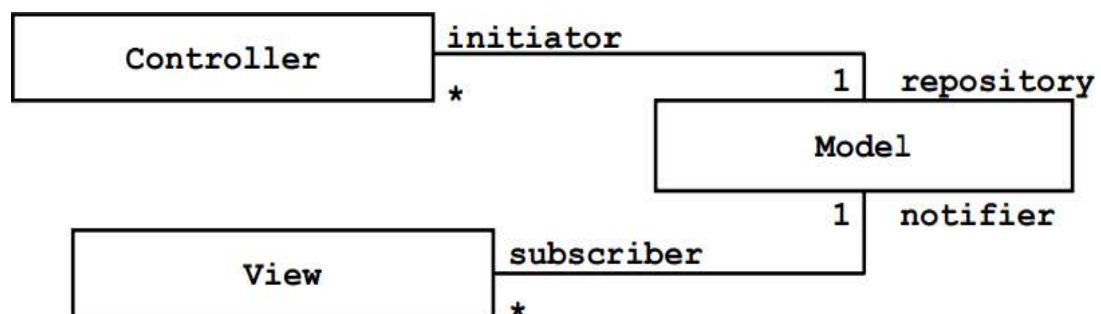 initiator
Controller
*
1 repository
Model
1 notifier
subscriber
View
*